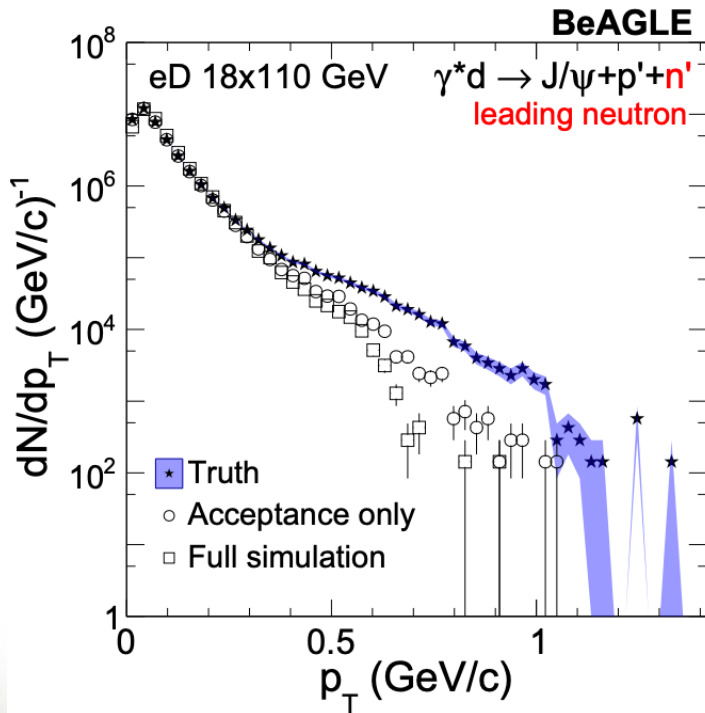 BeAGLE
eD 18x110 GeV
γ*d → J/ψ+p'+n'
leading neutron
dN/dp_T (GeV/c)^-1
10^8
10^6
10^4
10^2
1
Truth
Acceptance only
Full simulation
0
0.5
1
p_T (GeV/c)